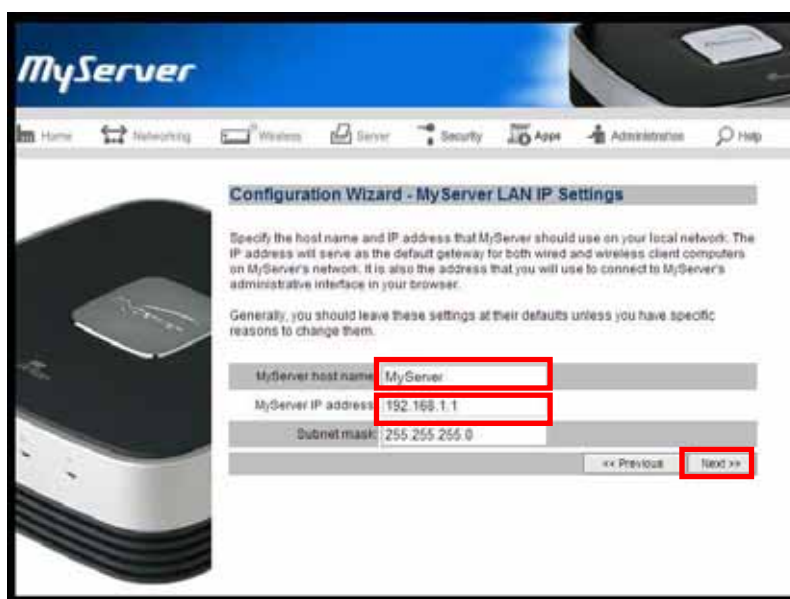 MyServer
Home Networking Wireless Server Security Apps Administration Help
Configuration Wizard - MyServer LAN IP Settings
Specify the host name and IP address that MyServer should use on your local network. The
IP address will serve as the default geteway for both wired and wireless client computers
on MyServer's network. It is also the address that you will use to connect to MyServer's
administrative interface in your browser.
Generally, you should leave these settings at their defaults unless you have specific
reasons to change them.
MyServer host name MyServer
MyServer IP address 192.168.1.1
Subnet mask 255.255.255.0
<< Previous Next >>